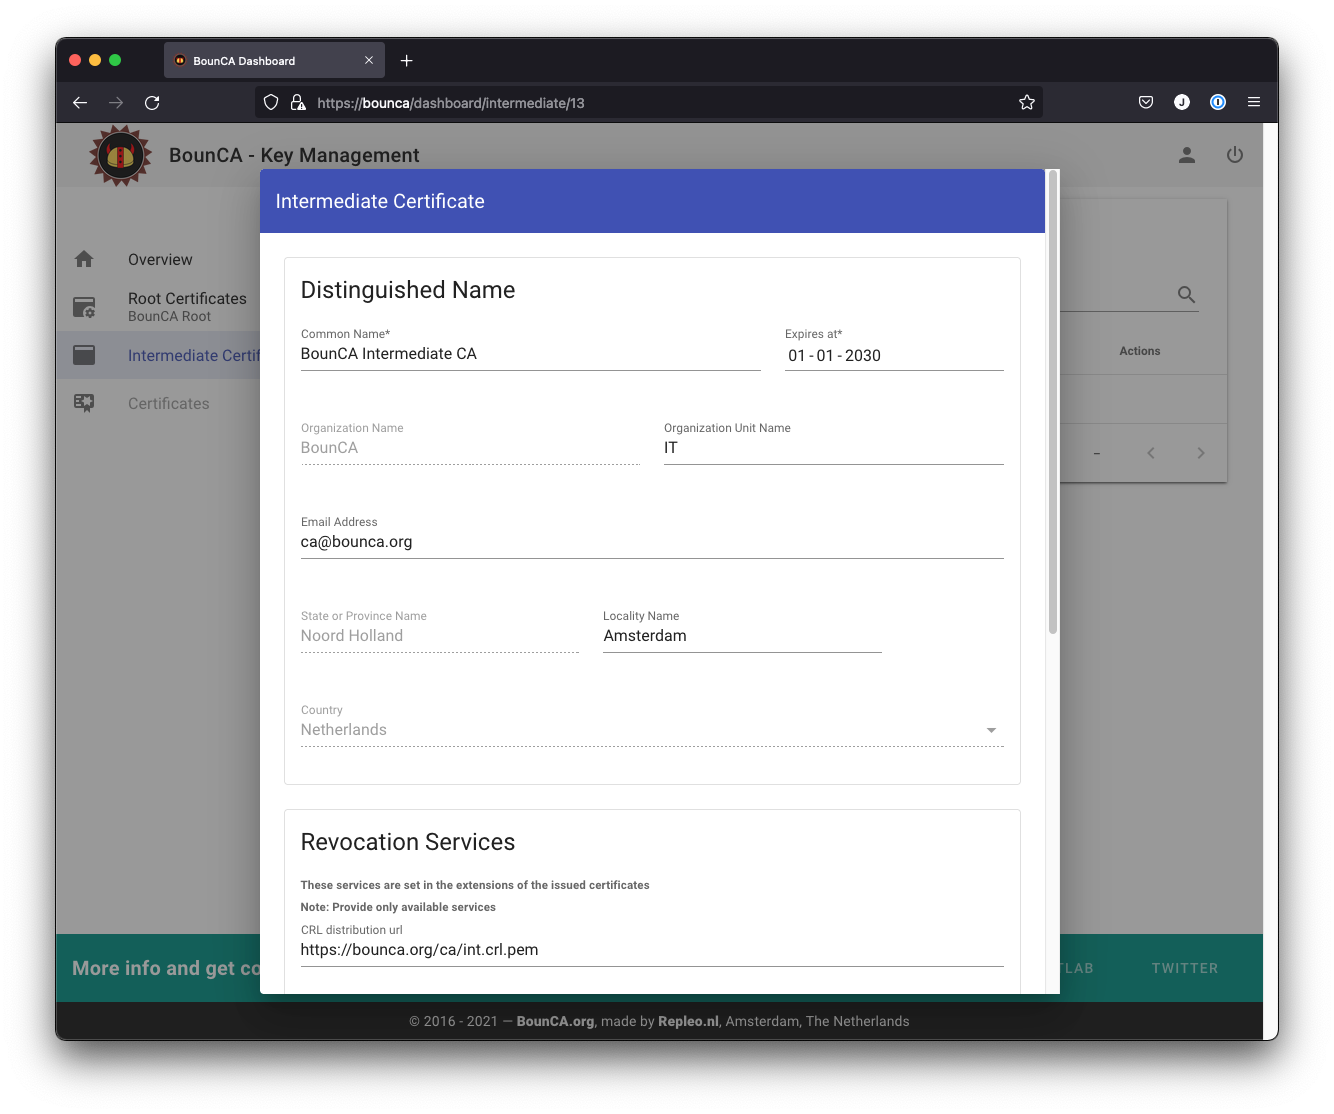 BounCA Dashboard
https://bounca/dashboard/intermediate/13
J
BounCA - Key Management
Intermediate Certificate
Overview
Root Certificates
BounCA Root
Intermediate Certif
Certificates
Distinguished Name
Common Name*
Expires at*
BounCA Intermediate CA
01 - 01 - 2030
Actions
Organization Name
Organization Unit Name
BounCA
IT
–
Email Address
ca@bounca.org
State or Province Name
Locality Name
Noord Holland
Amsterdam
Country
Netherlands
Revocation Services
These services are set in the extensions of the issued certificates
Note: Provide only available services
CRL distribution url
https://bounca.org/ca/int.crl.pem
More info and get co
TLAB
TWITTER
© 2016 - 2021 — BounCA.org, made by Repleo.nl, Amsterdam, The Netherlands